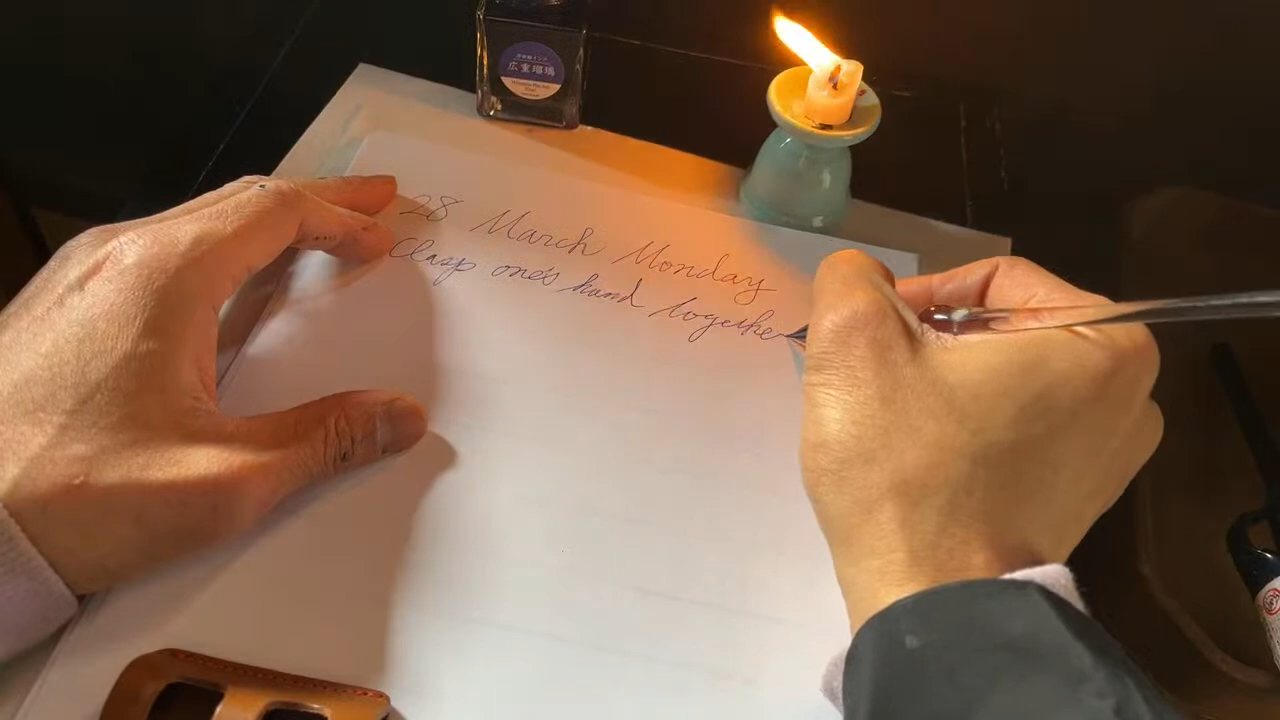 広重瑠璃
28 March Monday
Clasp one's hand togethe